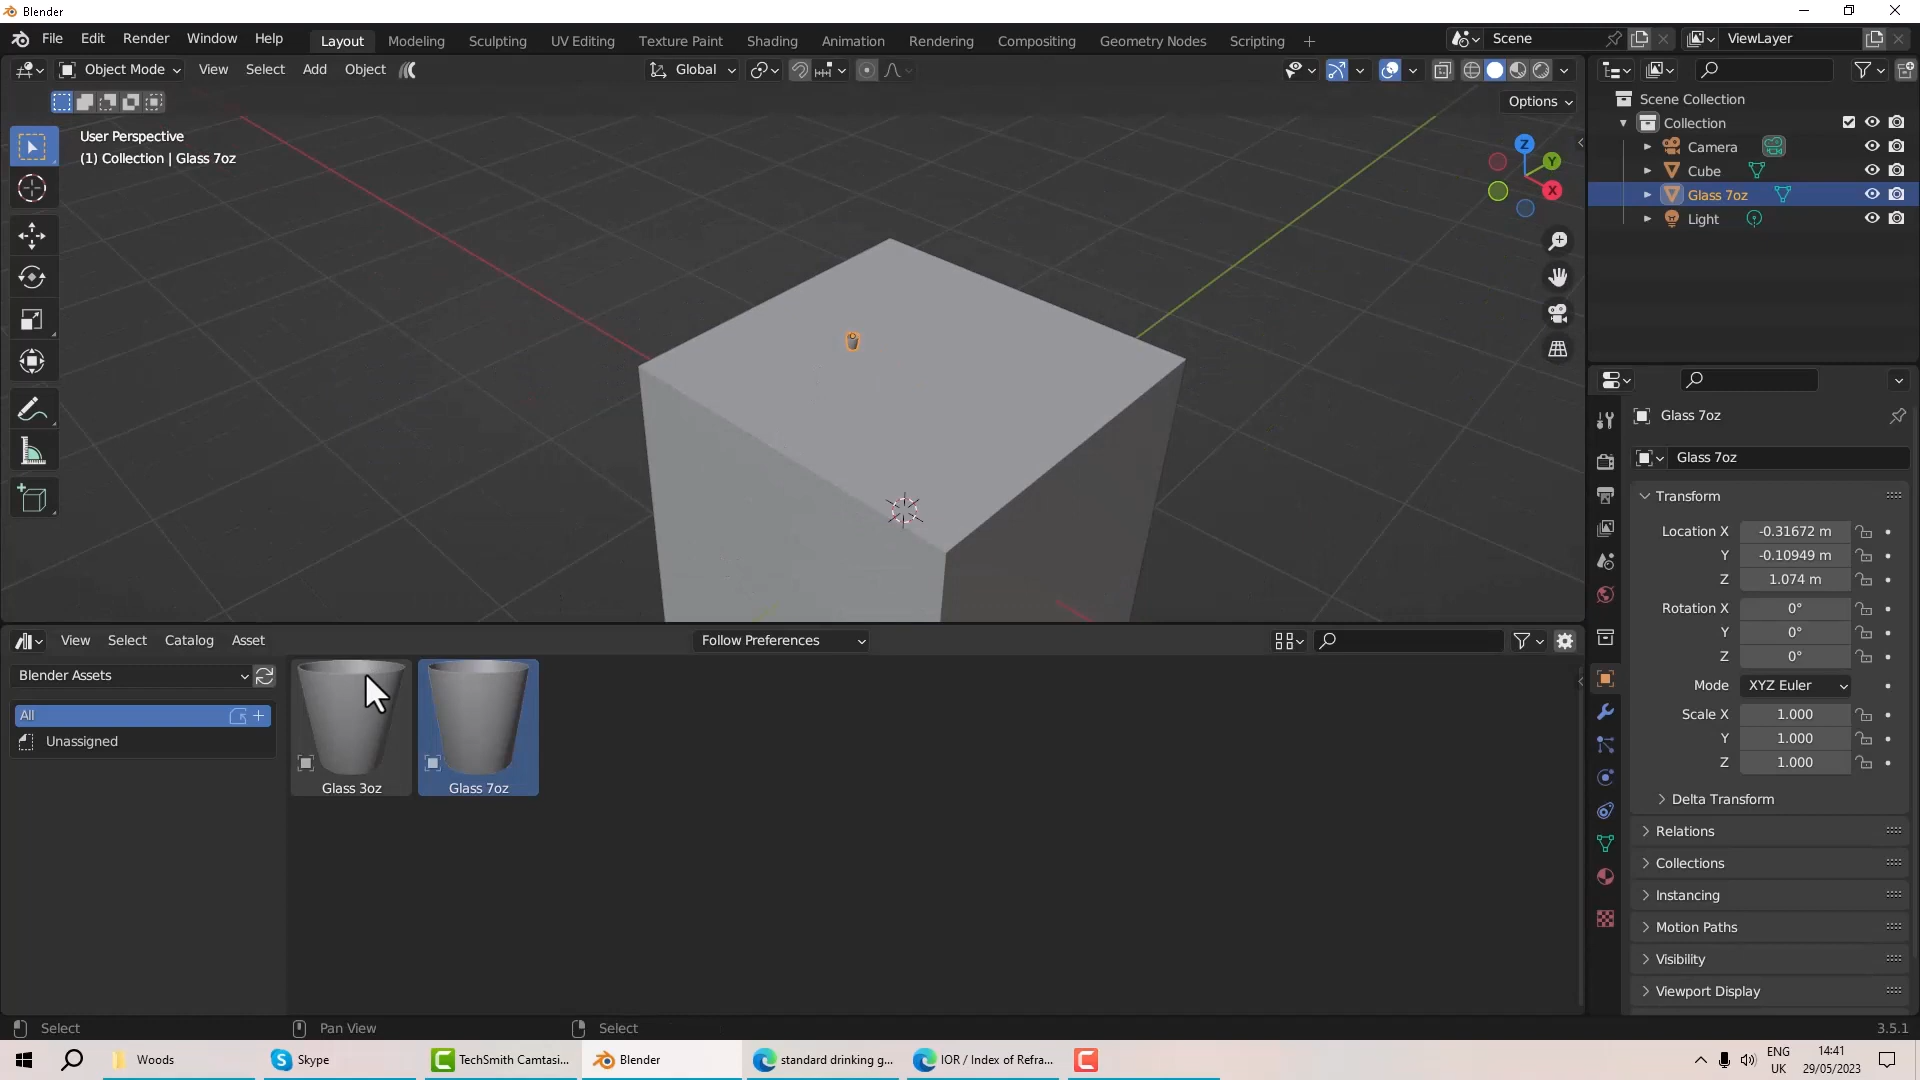 Blender
File Edit Render Window Help
Layout Modeling Sculpting UV Editing Texture Paint Shading Animation Rendering Compositing Geometry Nodes Scripting +
Scene
ViewLayer
Object Mode View Select Add Object
Global
Options
User Perspective
(1) Collection | Glass 7oz
Z
Y
X
Scene Collection
Collection
Camera
Cube
Glass 7oz
Light
Glass 7oz
Glass 7oz
Transform
Location X -0.31672 m
Y -0.10949 m
Z 1.074 m
Rotation X 0°
Y 0°
Z 0°
Mode XYZ Euler
Scale X 1.000
Y 1.000
Z 1.000
Delta Transform
Relations
Collections
Instancing
Motion Paths
Visibility
Viewport Display
View Select Catalog Asset
Follow Preferences
Blender Assets
All
Unassigned
Glass 3oz
Glass 7oz
Select
Pan View
Select
3.5.1
Woods
Skype
TechSmith Camtasi...
Blender
standard drinking g...
IOR / Index of Refra...
ENG
UK
14:41
29/05/2023